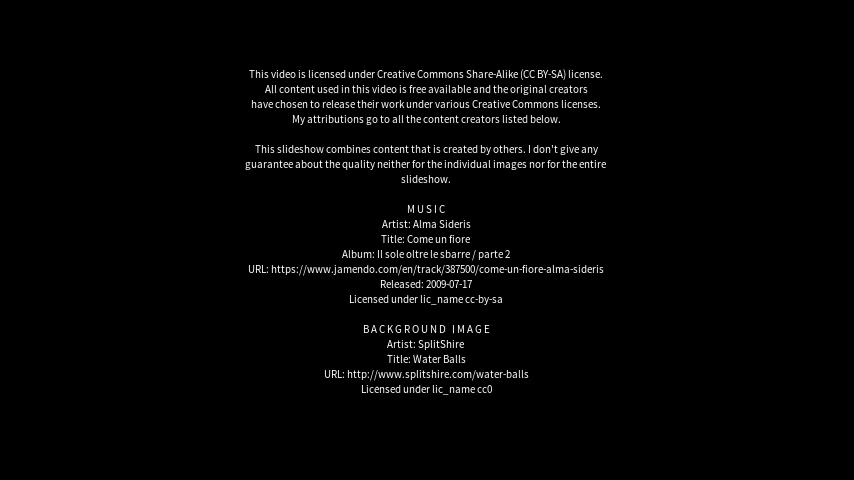 This video is licensed under Creative Commons Share-Alike (CC BY-SA) license.
All content used in this video is free available and the original creators
have chosen to release their work under various Creative Commons licenses.
My attributions go to all the content creators listed below.
This slideshow combines content that is created by others. I don't give any
guarantee about the quality neither for the individual images nor for the entire
slideshow.
MUSIC
Artist: Alma Sideris
Title: Come un fiore
Album: Il sole oltre le sbarre / parte 2
URL: https://www.jamendo.com/en/track/387500/come-un-fiore-alma-sideris
Released: 2009-07-17
Licensed under lic_name cc-by-sa
BACKGROUND IMAGE
Artist: SplitShire
Title: Water Balls
URL: http://www.splitshire.com/water-balls
Licensed under lic_name cc0